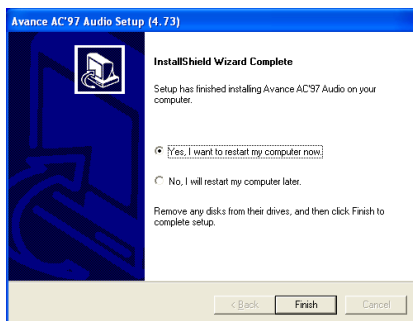 Avance AC'97 Audio Setup (4.73)
InstallShield Wizard Complete
Setup has finished installing Avance AC'97 Audio on your
computer.
Yes, I want to restart my computer now.
No, I will restart my computer later.
Remove any disks from their drives, and then click Finish to
complete setup.
< Back Finish Cancel